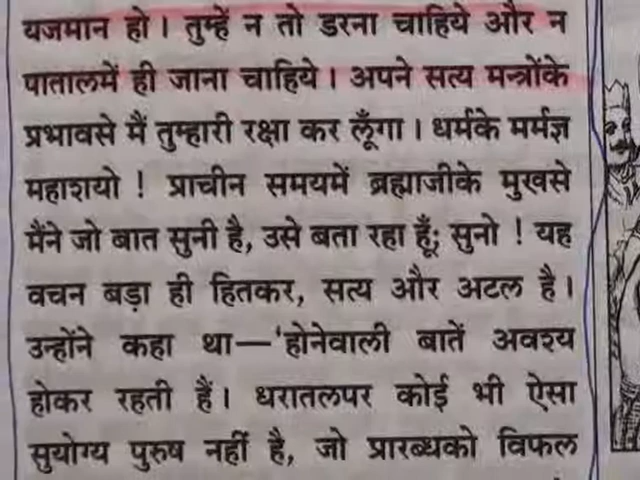 यजमान हो । तुम्हें न तो डरना चाहिये और न
पातालमें ही जाना चाहिये । अपने सत्य मन्त्रोंके
प्रभावसे मैं तुम्हारी रक्षा कर लूँगा । धर्मके मर्मज्ञ
महाशयो ! प्राचीन समयमें ब्रह्माजीके मुखसे
मैंने जो बात सुनी है, उसे बता रहा हूँ; सुनो ! यह
वचन बड़ा ही हितकर, सत्य और अटल है ।
उन्होंने कहा था—'होनेवाली बातें अवश्य
होकर रहती हैं । धरातलपर कोई भी ऐसा
सुयोग्य पुरुष नहीं है, जो प्रारब्धको विफल